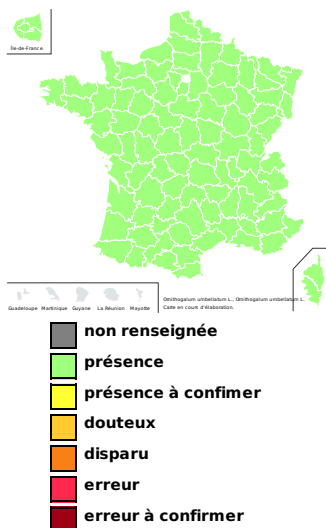 Île-de-France
Guadeloupe Martinique Guyane La Réunion Mayotte
Ornithogalum umbellatum L., Ornithogalum umbellatum L.
Carte en cours d'élaboration.
non renseignée
présence
présence à confimer
douteux
disparu
erreur
erreur à confirmer